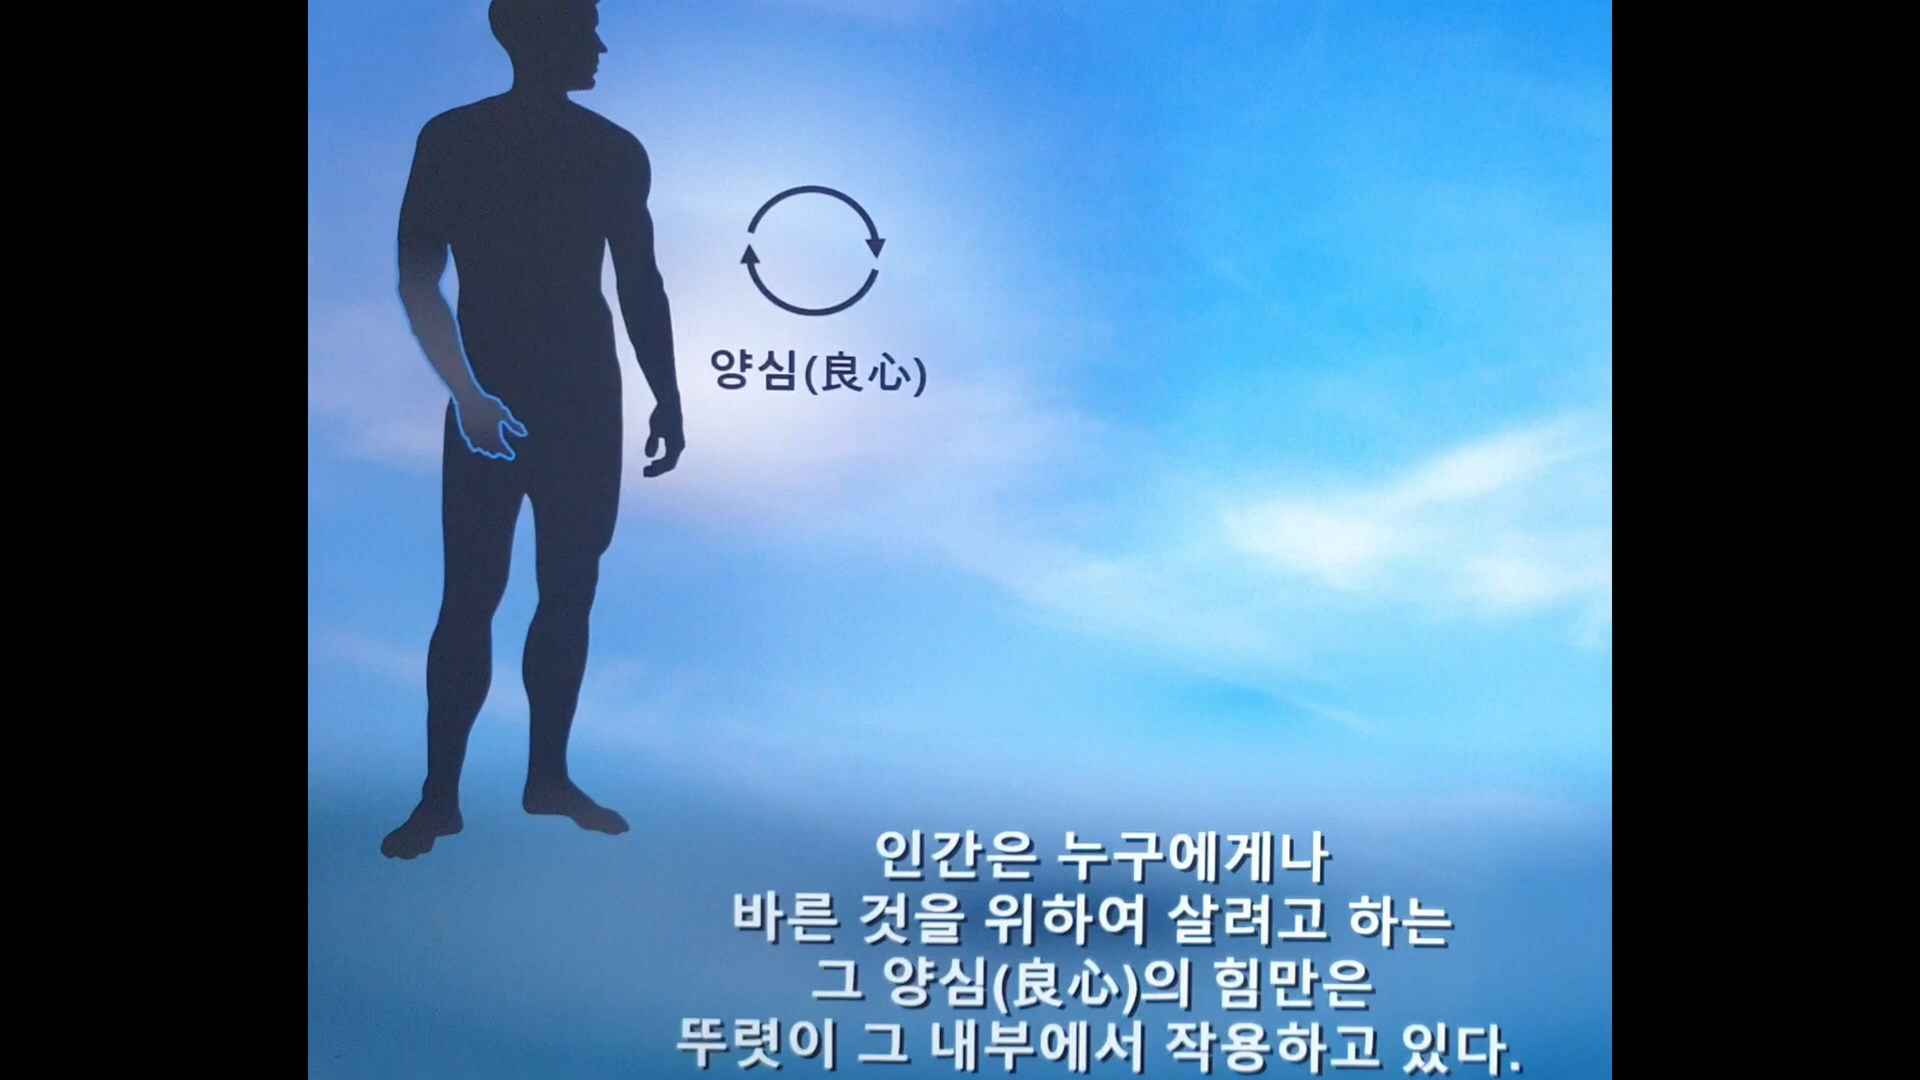 양심(良心)
인간은 누구에게나
바른 것을 위하여 살려고 하는
그 양심(良心)의 힘만은
뚜렷이 그 내부에서 작용하고 있다.